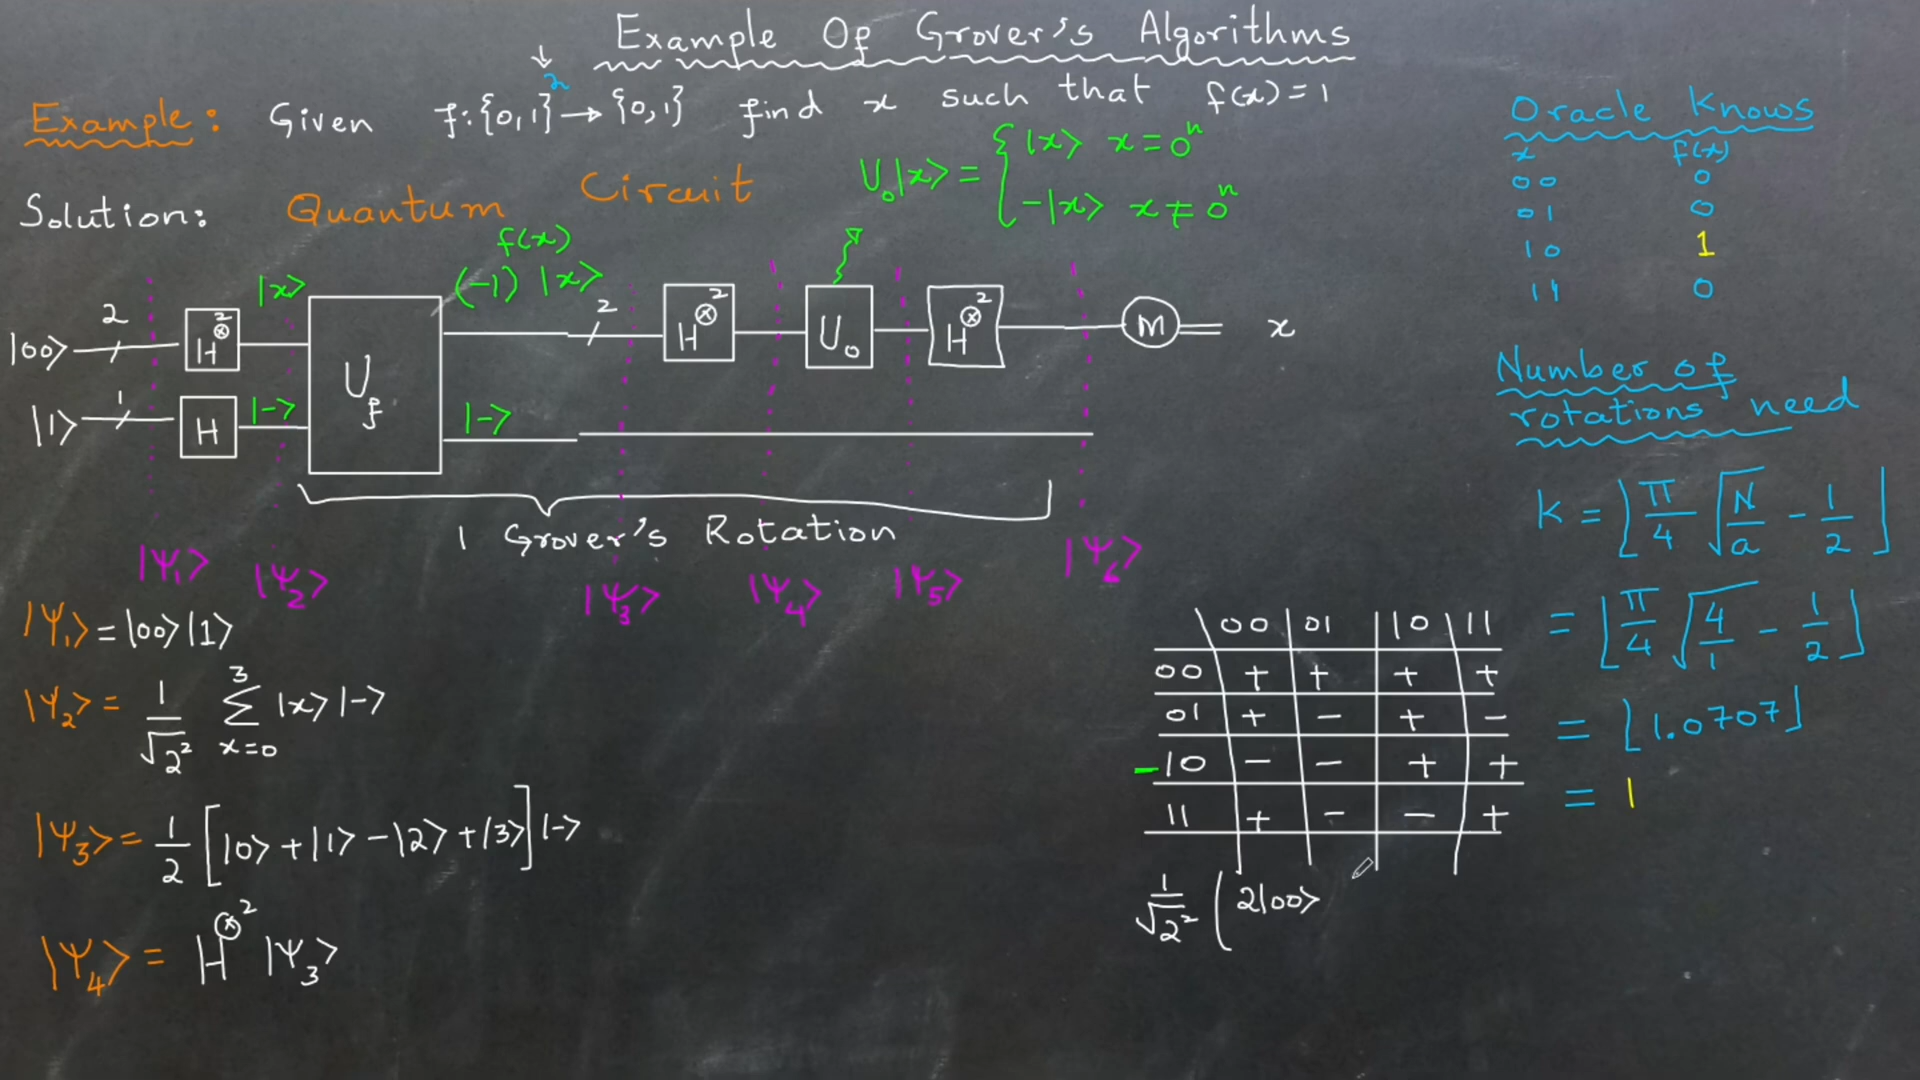 Example Of Grover's Algorithms
Example: Given f:{0,1}² → {0,1} find x such that f(x) = 1
Solution: Quantum Circuit
U₀|x> = { |x> x = 0ⁿ
-|x> x ≠ 0ⁿ
f(x)
(-1) |x>
|00> 2 H⊗2 |x> U_f 2 H⊗2 U₀ H⊗2 M x
|1> 1 H |-> |->
1 Grover's Rotation
|Ψ₁> |Ψ₂> |Ψ₃> |Ψ₄> |Ψ₅> |Ψ₆>
|Ψ₁> = |00>|1>
|Ψ₂> = 1/√2² Σ_{x=0}^{3} |x>|->
|Ψ₃> = 1/2 [|0> + |1> - |2> + |3>] |->
|Ψ₄> = H⊗2 |Ψ₃>
00 01 10 11
00 + + + +
01 + - + -
-10 - - + +
11 + - - +
1/√2² ( 2|00>
Oracle Knows
x f(x)
00 0
01 0
10 1
11 0
Number of
rotations need
K = ⌊ π/4 √(N/a) - 1/2 ⌋
= ⌊ π/4 √(4/1) - 1/2 ⌋
= ⌊1.0707⌋
= 1